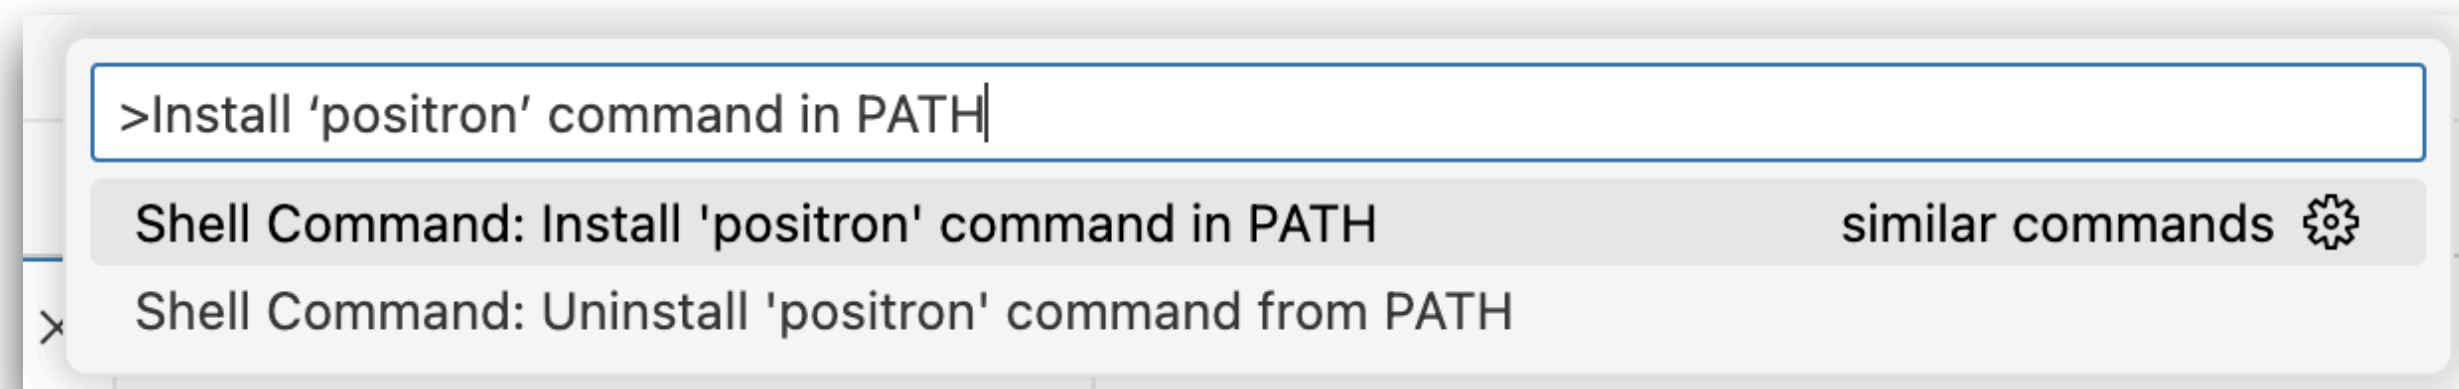 >Install ‘positron’ command in PATH
Shell Command: Install 'positron' command in PATH similar commands
Shell Command: Uninstall 'positron' command from PATH